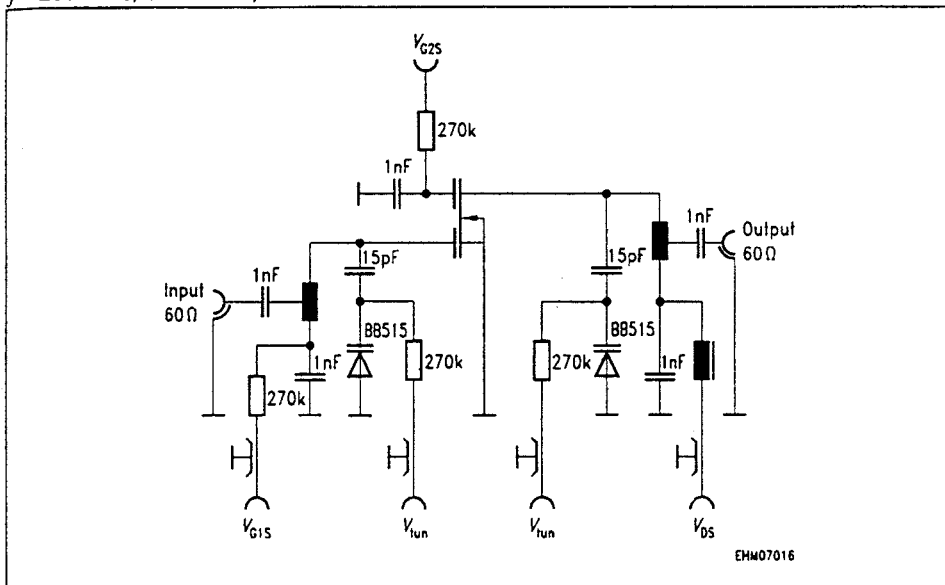 V_G2S
270k
1nF
1nF
Output
60Ω
15pF
15pF
1nF
Input
60Ω
BB515
BB515
270k
270k
1nF
1nF
270k
V_G1S
V_tun
V_tun
V_DS
EHM07016